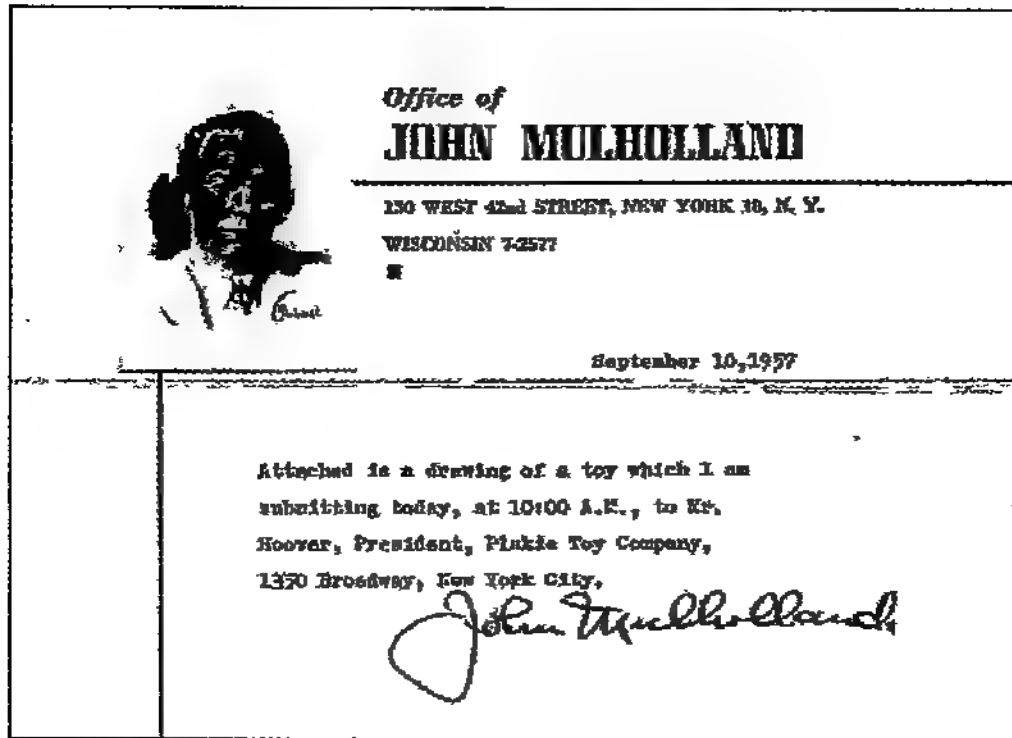 Office of
JOHN MULHOLLAND
130 WEST 42nd STREET, NEW YORK 18, N. Y.
WISCONSIN 7-2577
September 10,1957
Attached is a drawing of a toy which I am
submitting today, at 10:00 A.M., to Mr.
Hoover, President, Pinkie Toy Company,
1350 Broadway, New York City.
John Mulholland